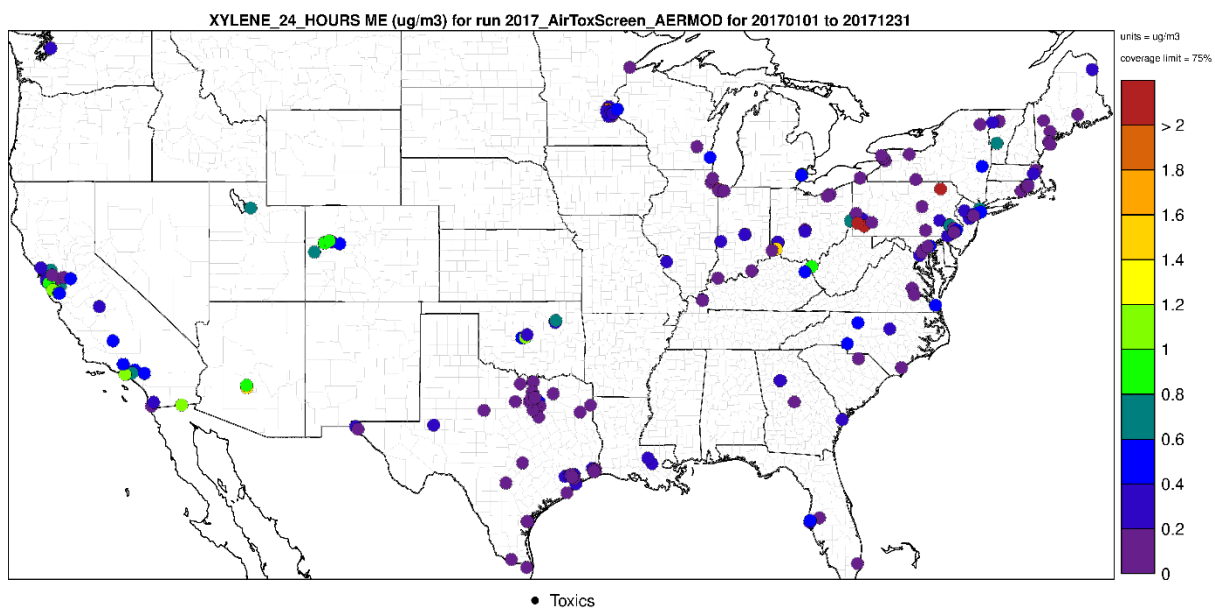 XYLENE_24_HOURS ME (ug/m3) for run 2017_AirToxScreen_AERMOD for 20170101 to 20171231
units = ug/m3
coverage limit = 75%
> 2
1.8
1.6
1.4
1.2
1
0.8
0.6
0.4
0.2
0
Toxics